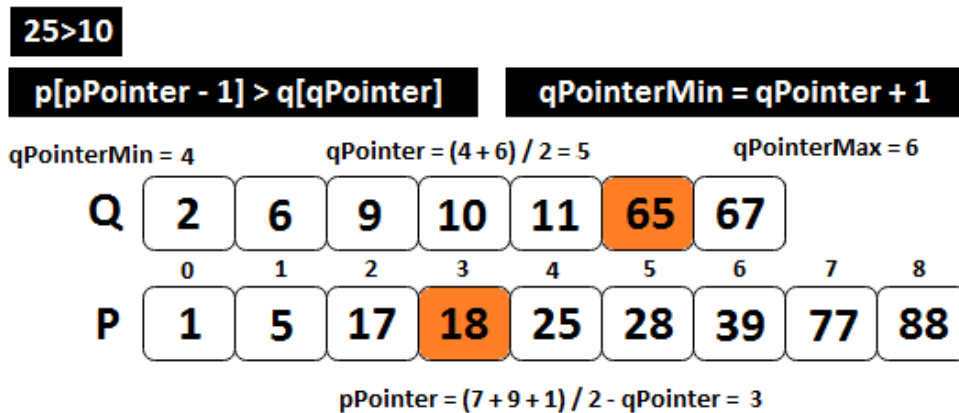 25>10
p[pPointer - 1] > q[qPointer] qPointerMin = qPointer + 1
qPointerMin = 4 qPointer = (4 + 6) / 2 = 5 qPointerMax = 6
Q 2 6 9 10 11 65 67
0 1 2 3 4 5 6 7 8
P 1 5 17 18 25 28 39 77 88
pPointer = (7 + 9 + 1) / 2 - qPointer = 3